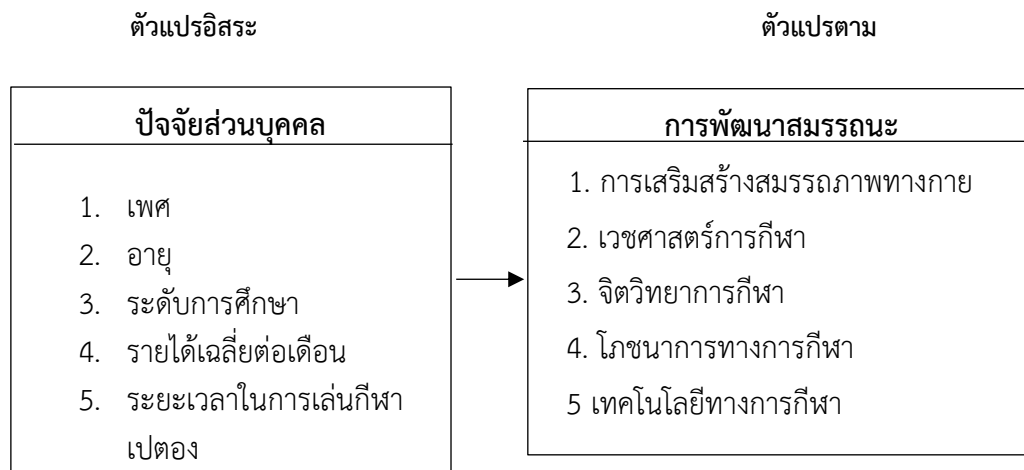 ตัวแปรอิสระ
ตัวแปรตาม
ปัจจัยส่วนบุคคล
1. เพศ
2. อายุ
3. ระดับการศึกษา
4. รายได้เฉลี่ยต่อเดือน
5. ระยะเวลาในการเล่นกีฬา
เปตอง
การพัฒนาสมรรถนะ
1. การเสริมสร้างสมรรถภาพทางกาย
2. เวชศาสตร์การกีฬา
3. จิตวิทยาการกีฬา
4. โภชนาการทางการกีฬา
5 เทคโนโลยีทางการกีฬา